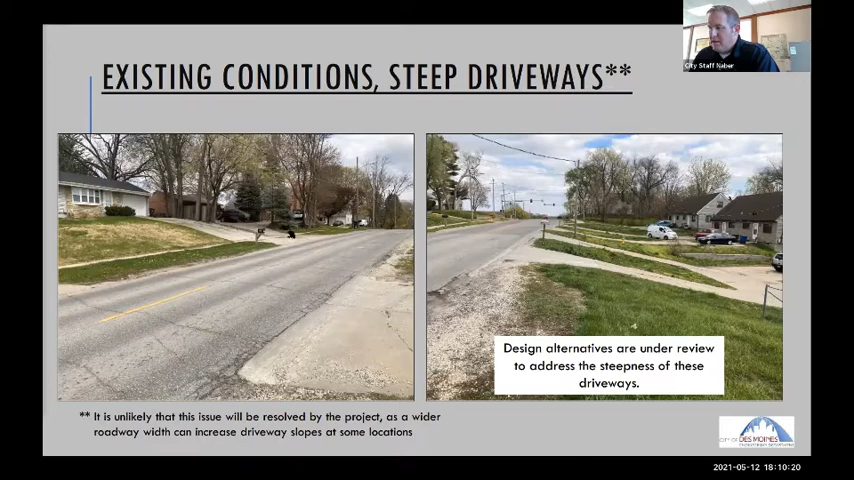 City Staff Naber
EXISTING CONDITIONS, STEEP DRIVEWAYS**
Design alternatives are under review
to address the steepness of these
driveways.
** It is unlikely that this issue will be resolved by the project, as a wider
roadway width can increase driveway slopes at some locations
CITY OF DES MOINES
ENGINEERING DEPARTMENT
2021-05-12 18:10:20